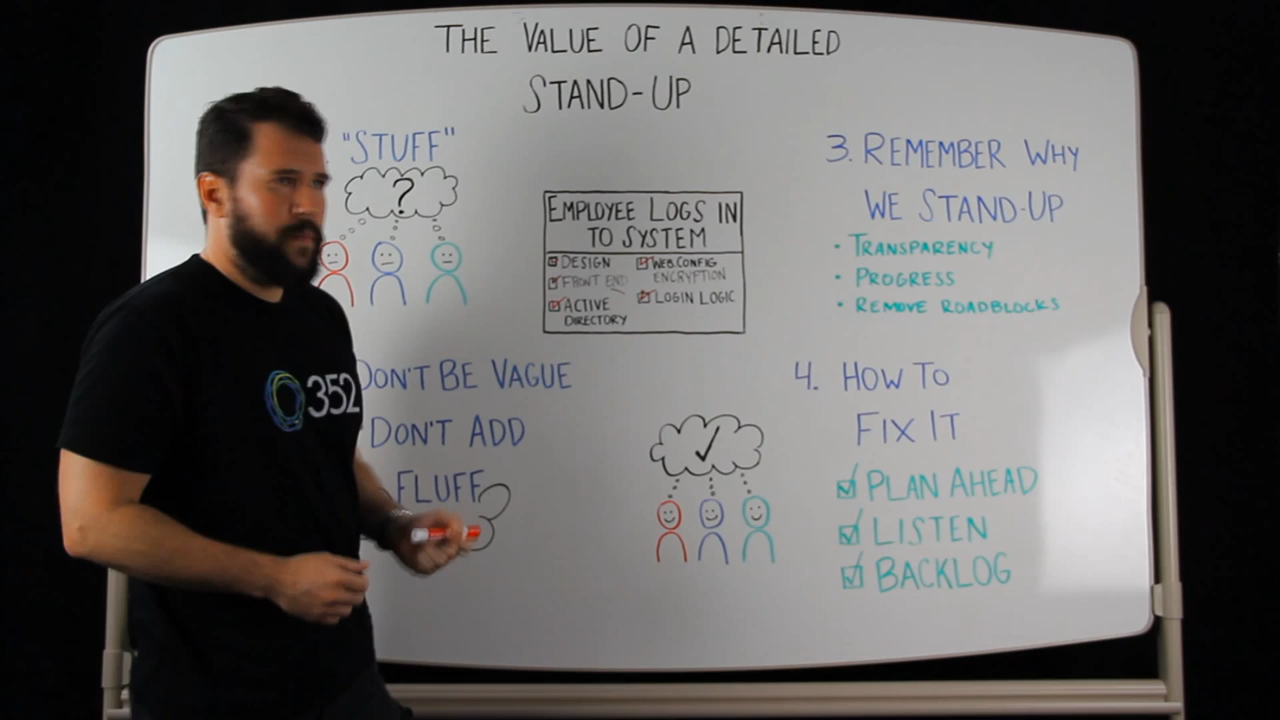 THE VALUE OF A DETAILED
STAND-UP
"STUFF"
?
EMPLOYEE LOGS IN
TO SYSTEM
DESIGN
FRONT END
ACTIVE
DIRECTORY
WEB.CONFIG
ENCRYPTION
LOGIN LOGIC
DON'T BE VAGUE
DON'T ADD
FLUFF
3. REMEMBER WHY
WE STAND-UP
• TRANSPARENCY
• PROGRESS
• REMOVE ROADBLOCKS
4. HOW TO
FIX IT
PLAN AHEAD
LISTEN
BACKLOG
352